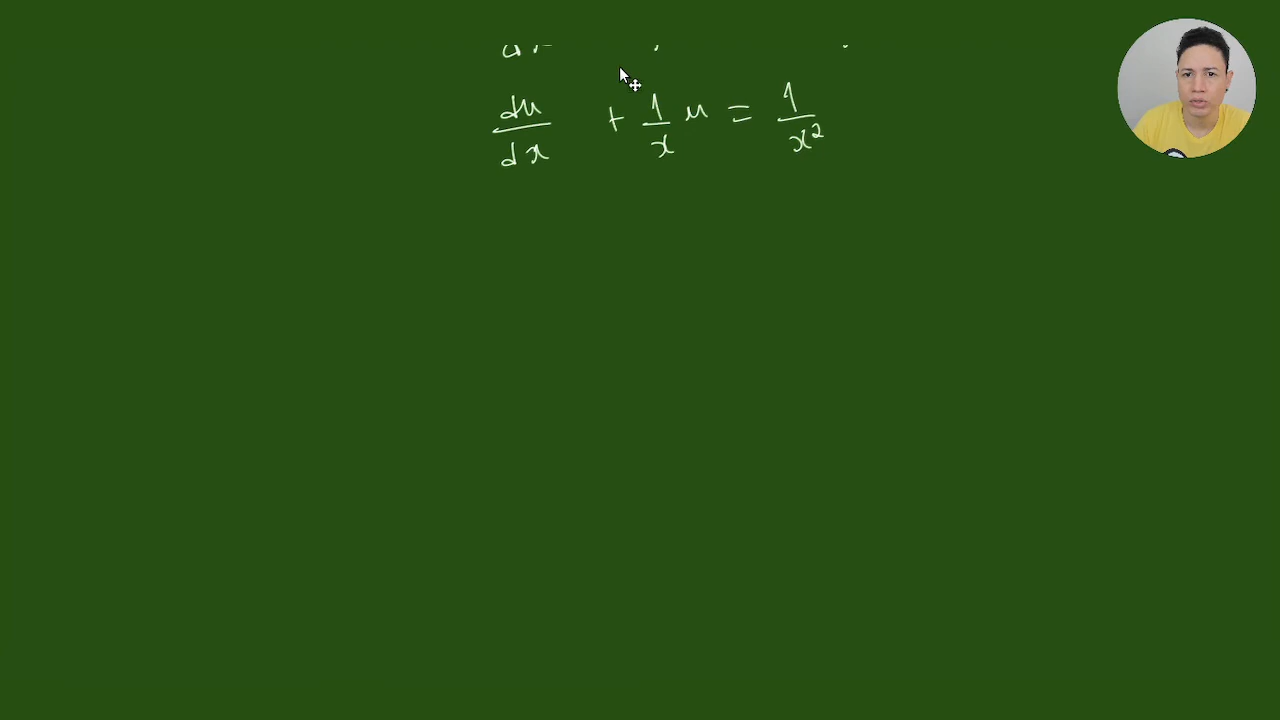 du/dx + 1/x u = 1/x²